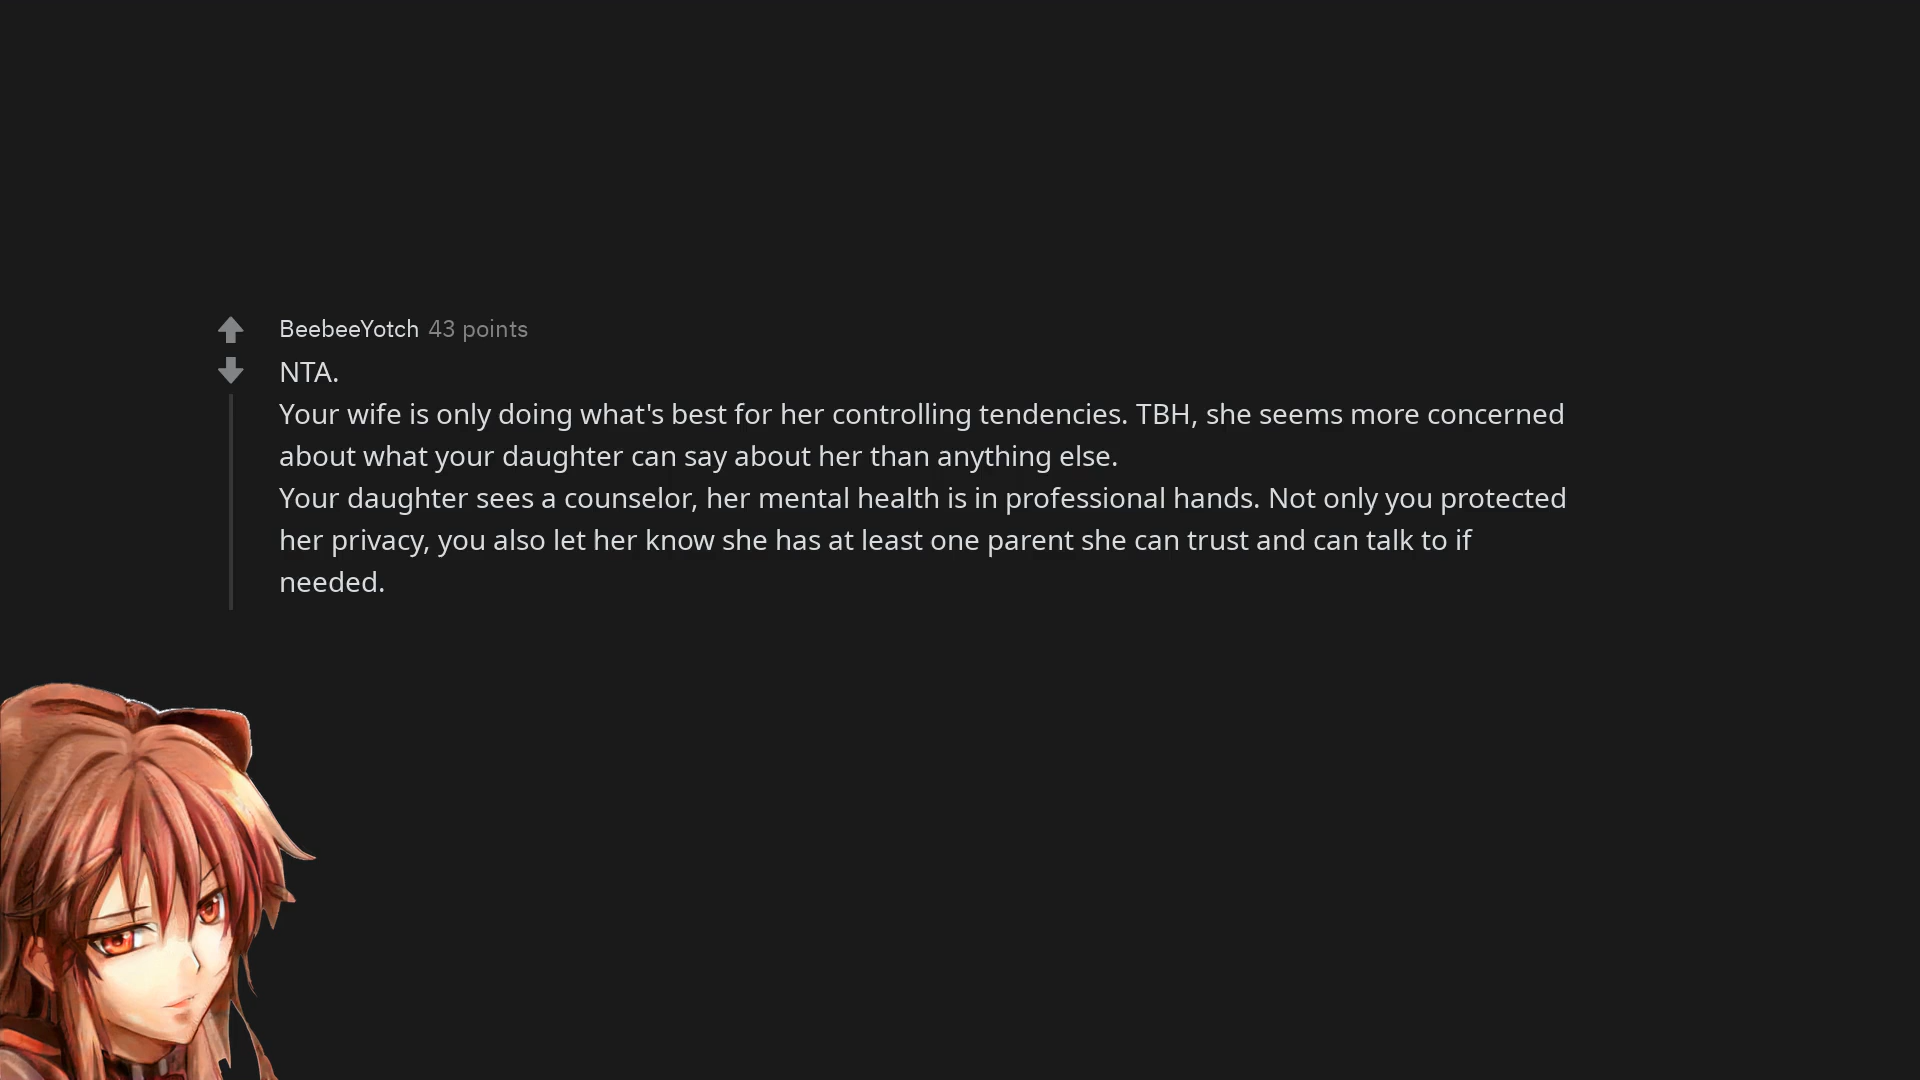 BeebeeYotch 43 points
NTA.
Your wife is only doing what's best for her controlling tendencies. TBH, she seems more concerned
about what your daughter can say about her than anything else.
Your daughter sees a counselor, her mental health is in professional hands. Not only you protected
her privacy, you also let her know she has at least one parent she can trust and can talk to if
needed.